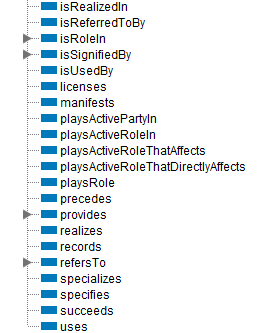 isRealizedIn
isReferredToBy
isRoleIn
isSignifiedBy
isUsedBy
licenses
manifests
playsActivePartyIn
playsActiveRoleIn
playsActiveRoleThatAffects
playsActiveRoleThatDirectlyAffects
playsRole
precedes
provides
realizes
records
refersTo
specializes
specifies
succeeds
uses